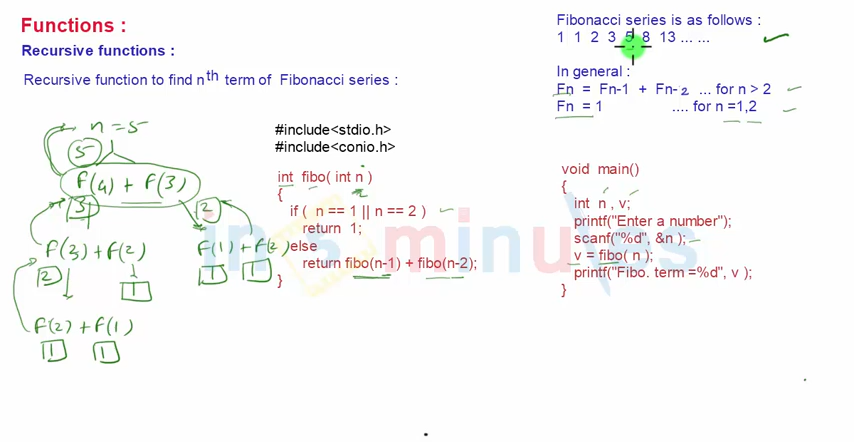 Functions :
Recursive functions :
Recursive function to find nth term of Fibonacci series :
n = 5
5
f(4) + f(3)
3
2
f(3) + f(2)
f(1) + f(2)
2
1
1
1
f(2) + f(1)
1
1
#include<stdio.h>
#include<conio.h>
int fibo( int n )
{
if ( n == 1 || n == 2 )
return 1;
else
return fibo(n-1) + fibo(n-2);
}
Fibonacci series is as follows :
1 1 2 3 5 8 13 ... ...
In general :
Fn = Fn-1 + Fn-2 ... for n > 2
Fn = 1 .... for n =1,2
void main()
{
int n , v;
printf("Enter a number");
scanf("%d", &n );
v = fibo( n );
printf("Fibo. term =%d", v );
}